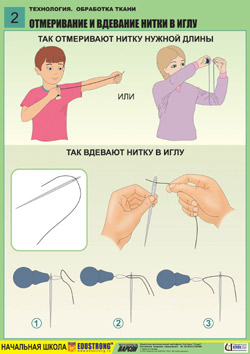 2
ТЕХНОЛОГИЯ. ОБРАБОТКА ТКАНИ
ОТМЕРИВАНИЕ И ВДЕВАНИЕ НИТКИ В ИГЛУ
ТАК ОТМЕРИВАЮТ НИТКУ НУЖНОЙ ДЛИНЫ
ИЛИ
ТАК ВДЕВАЮТ НИТКУ В ИГЛУ
1 2 3
НАЧАЛЬНАЯ ШКОЛА EDUSTRONG